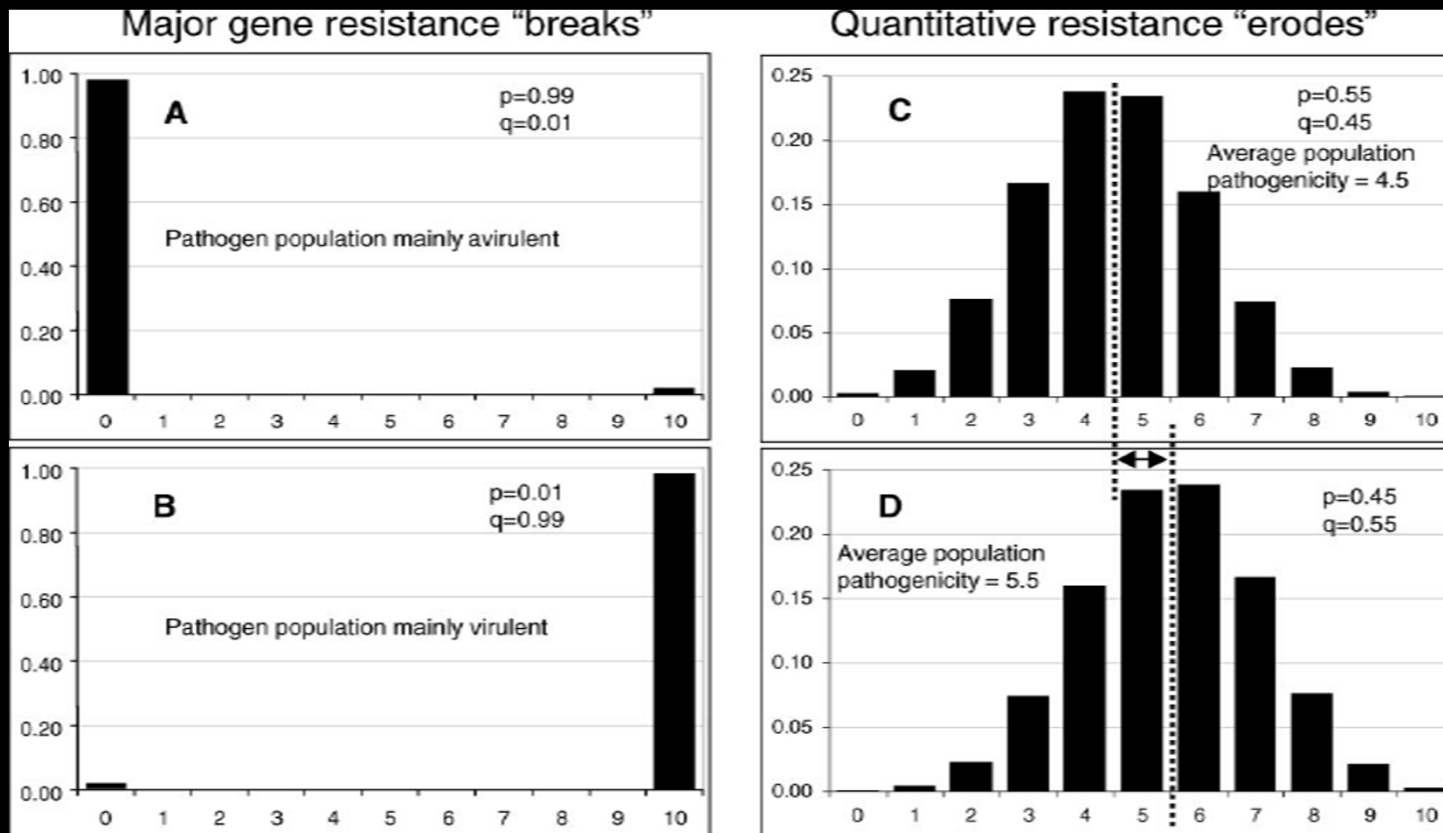 Major gene resistance "breaks"
1.00
0.80
0.60
0.40
0.20
0.00
A
p=0.99
q=0.01
Pathogen population mainly avirulent
0 1 2 3 4 5 6 7 8 9 10
1.00
0.80
0.60
0.40
0.20
0.00
B
p=0.01
q=0.99
Pathogen population mainly virulent
0 1 2 3 4 5 6 7 8 9 10
Quantitative resistance "erodes"
0.25
0.20
0.15
0.10
0.05
0.00
C
p=0.55
q=0.45
Average population
pathogenicity = 4.5
0 1 2 3 4 5 6 7 8 9 10
0.25
0.20
0.15
0.10
0.05
0.00
D
p=0.45
q=0.55
Average population
pathogenicity = 5.5
0 1 2 3 4 5 6 7 8 9 10